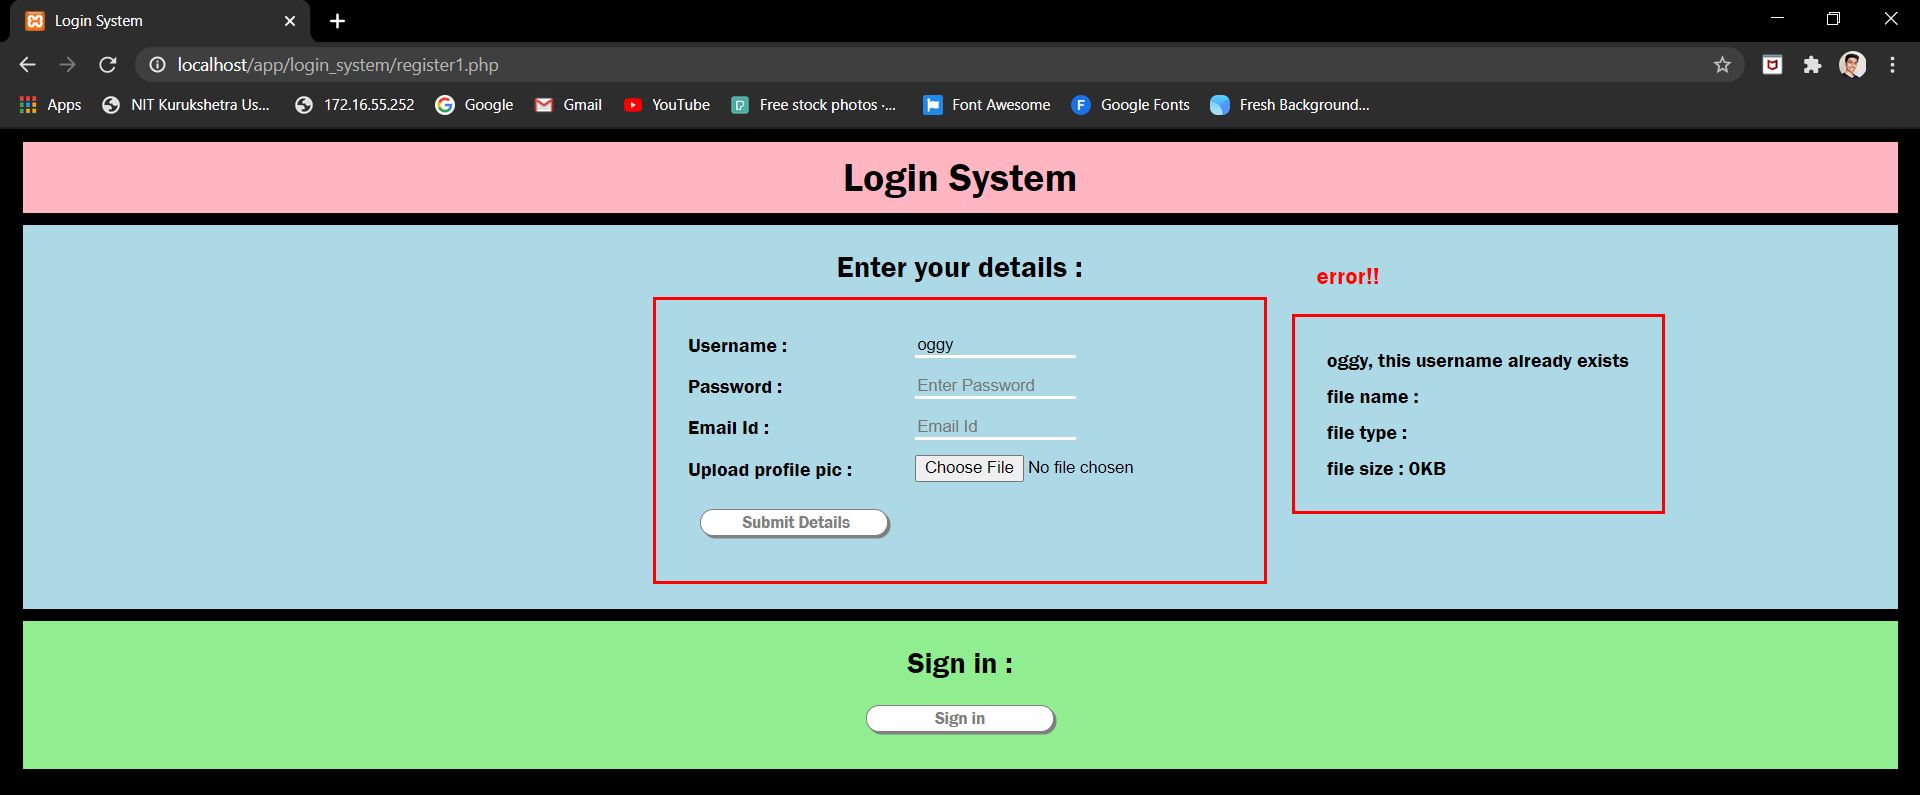 Login System
localhost/app/login_system/register1.php
Apps NIT Kurukshetra Us... 172.16.55.252 Google Gmail YouTube Free stock photos ·... Font Awesome Google Fonts Fresh Background...
Login System
Enter your details :
Username : oggy
Password : Enter Password
Email Id : Email Id
Upload profile pic : Choose File No file chosen
Submit Details
error!!
oggy, this username already exists
file name :
file type :
file size : 0KB
Sign in :
Sign in